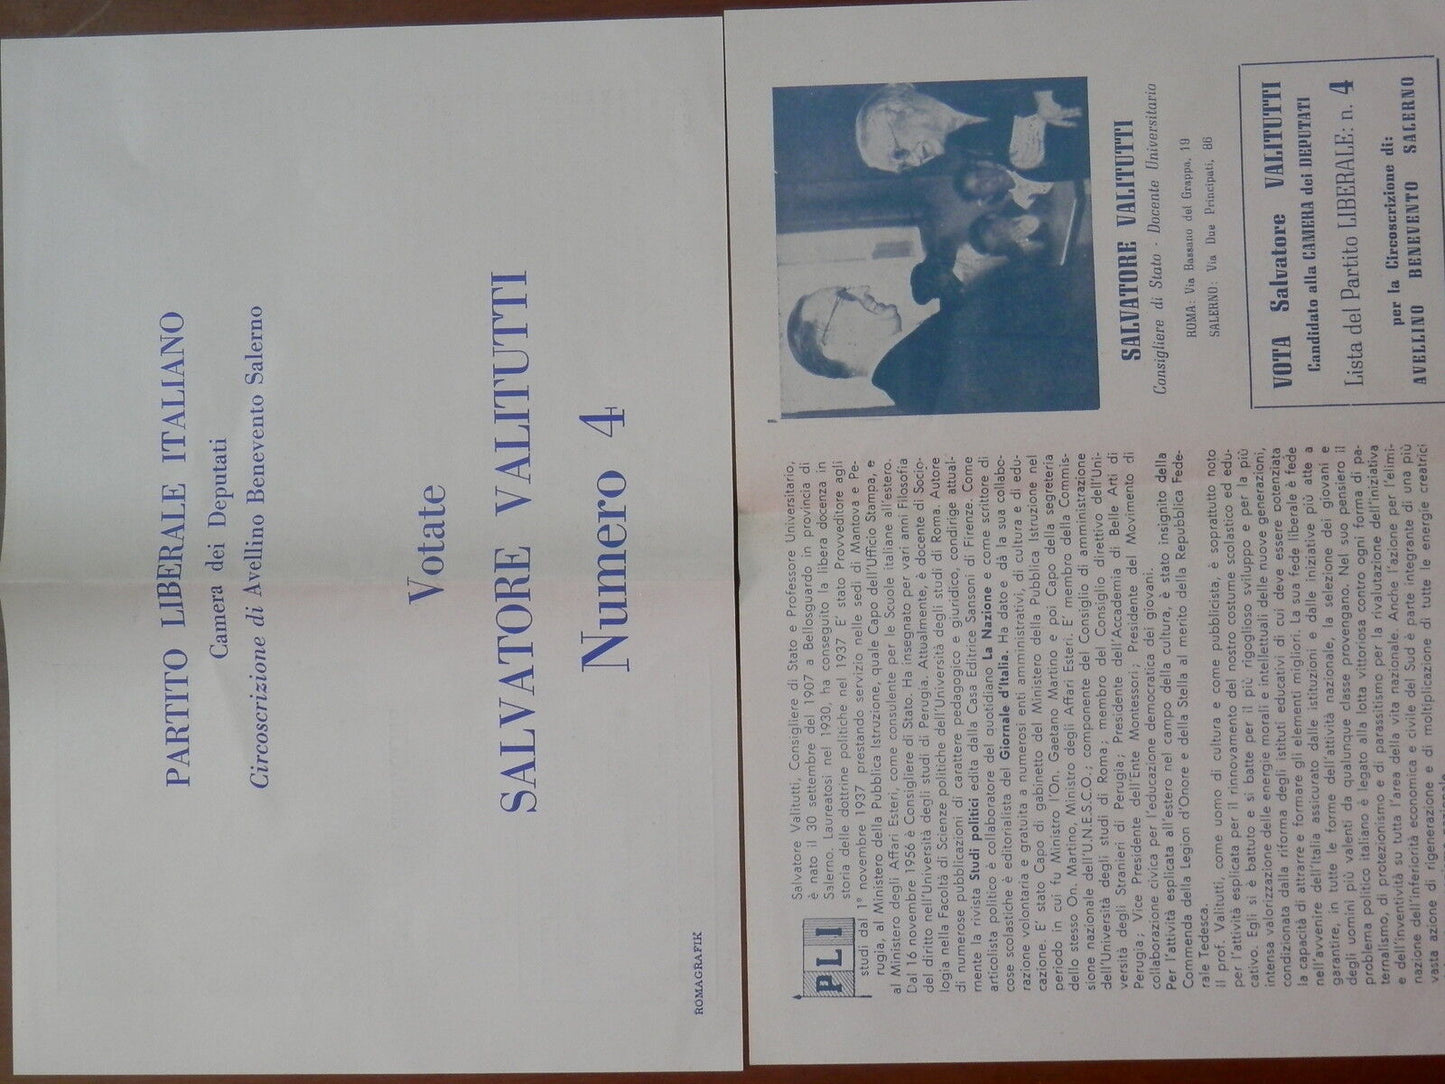 PARTITO LIBERALE ITALIANO
Camera dei Deputati
Circoscrizione di Avellino Benevento Salerno
Votate
SALVATORE VALITUTTI
Numero 4
ROMAGRAFIK
PLI
Salvatore Valitutti, Consigliere di Stato e Professore Universitario,
è nato il 30 settembre del 1907 a Bellosguardo in provincia di
Salerno. Laureatosi nel 1930, ha conseguito la libera docenza in
storia delle dottrine politiche nel 1937 E' stato Provveditore agli
studi dal 1° novembre 1937 prestando servizio nelle sedi di Mantova e Pe-
rugia, al Ministero della Pubblica Istruzione, quale Capo dell'Ufficio Stampa, e
al Ministero degli Affari Esteri, come consulente per le Scuole italiane all'estero.
Dal 16 novembre 1956 è Consigliere di Stato. Ha insegnato per vari anni Filosofia
del diritto nell'Università degli studi di Perugia. Attualmente, è docente di Socio-
logia nella Facoltà di Scienze politiche dell'Università degli studi di Roma. Autore
di numerose pubblicazioni di carattere pedagogico e giuridico, condirige attual-
mente la rivista Studi politici edita dalla Casa Editrice Sansoni di Firenze. Come
articolista politico è collaboratore del quotidiano La Nazione e come scrittore di
cose scolastiche è editorialista del Giornale d'Italia. Ha dato e dà la sua collabo-
razione volontaria e gratuita a numerosi enti amministrativi, di cultura e di edu-
cazione. E' stato Capo di gabinetto del Ministero della Pubblica Istruzione nel
periodo in cui fu Ministro l'On. Gaetano Martino e poi Capo della segreteria
dello stesso On. Martino, Ministro degli Affari Esteri. E' membro della Commis-
sione nazionale dell'U.N.E.S.C.O.; componente del Consiglio di amministrazione
dell'Università degli studi di Roma; membro del Consiglio direttivo dell'Uni-
versità degli Stranieri di Perugia; Presidente dell'Accademia di Belle Arti di
Perugia; Vice Presidente dell'Ente Montessori; Presidente del Movimento di
collaborazione civica per l'educazione democratica dei giovani.
Per l'attività esplicata all'estero nel campo della cultura, è stato insignito della
Commenda della Legion d'Onore e della Stella al merito della Repubblica Fede-
rale Tedesca.
Il prof. Valitutti, come uomo di cultura e come pubblicista, è soprattutto noto
per l'attività esplicata per il rinnovamento del nostro costume scolastico ed edu-
cativo. Egli si è battuto e si batte per il più rigoglioso sviluppo e per la più
intensa valorizzazione delle energie morali e intellettuali delle nuove generazioni,
condizionata dalla riforma degli istituti educativi di cui deve essere potenziata
la capacità di attrarre e formare gli elementi migliori. La sua fede liberale è fede
nell'avvenire dell'Italia assicurato dalle istituzioni e dalle iniziative più atte a
garantire, in tutte le forme dell'attività nazionale, la selezione dei giovani e
degli uomini più valenti da qualunque classe provengano. Nel suo pensiero il
problema politico italiano è legato alla lotta vittoriosa contro ogni forma di pa-
ternalismo, di protezionismo e di parassitismo per la rivalutazione dell'iniziativa
e dell'inventività su tutta l'area della vita nazionale. Anche l'azione per l'elimi-
nazione dell'inferiorità economica e civile del Sud è parte integrante di una più
vasta azione di rigenerazione e di moltiplicazione di tutte le energie creatrici
SALVATORE VALITUTTI
Consigliere di Stato - Docente Universitario
ROMA: Via Bassano del Grappa, 19
SALERNO: Via Due Principati, 86
VOTA Salvatore VALITUTTI
Candidato alla CAMERA dei DEPUTATI
Lista del Partito LIBERALE: n. 4
per la Circoscrizione di:
AVELLINO BENEVENTO SALERNO